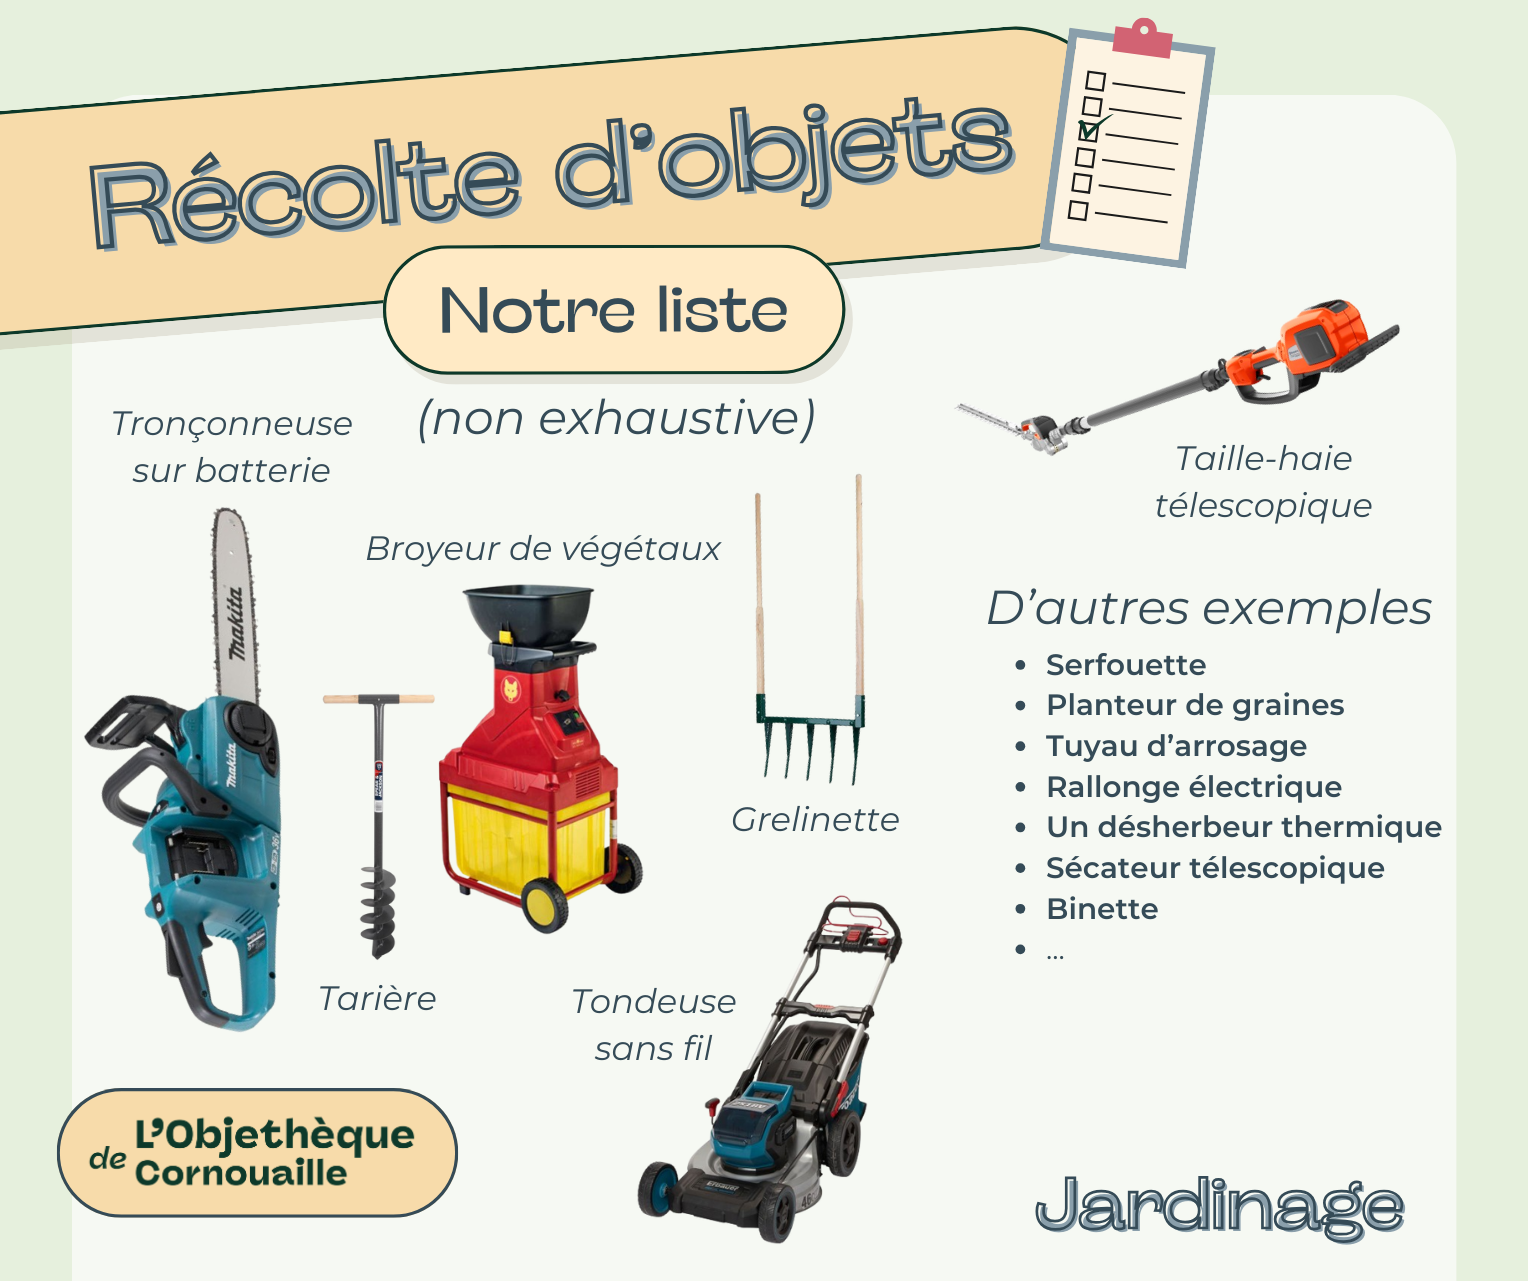 Récolte d'objets
Notre liste
(non exhaustive)
Tronçonneuse
sur batterie
Taille-haie
télescopique
Broyeur de végétaux
makita
makita
D'autres exemples
• Serfouette
• Planteur de graines
• Tuyau d'arrosage
• Rallonge électrique
• Un désherbeur thermique
• Sécateur télescopique
• Binette
• ...
Grelinette
Tarière
Tondeuse
sans fil
Erbauer
46
L'Objethèque
de Cornouaille
Jardinage